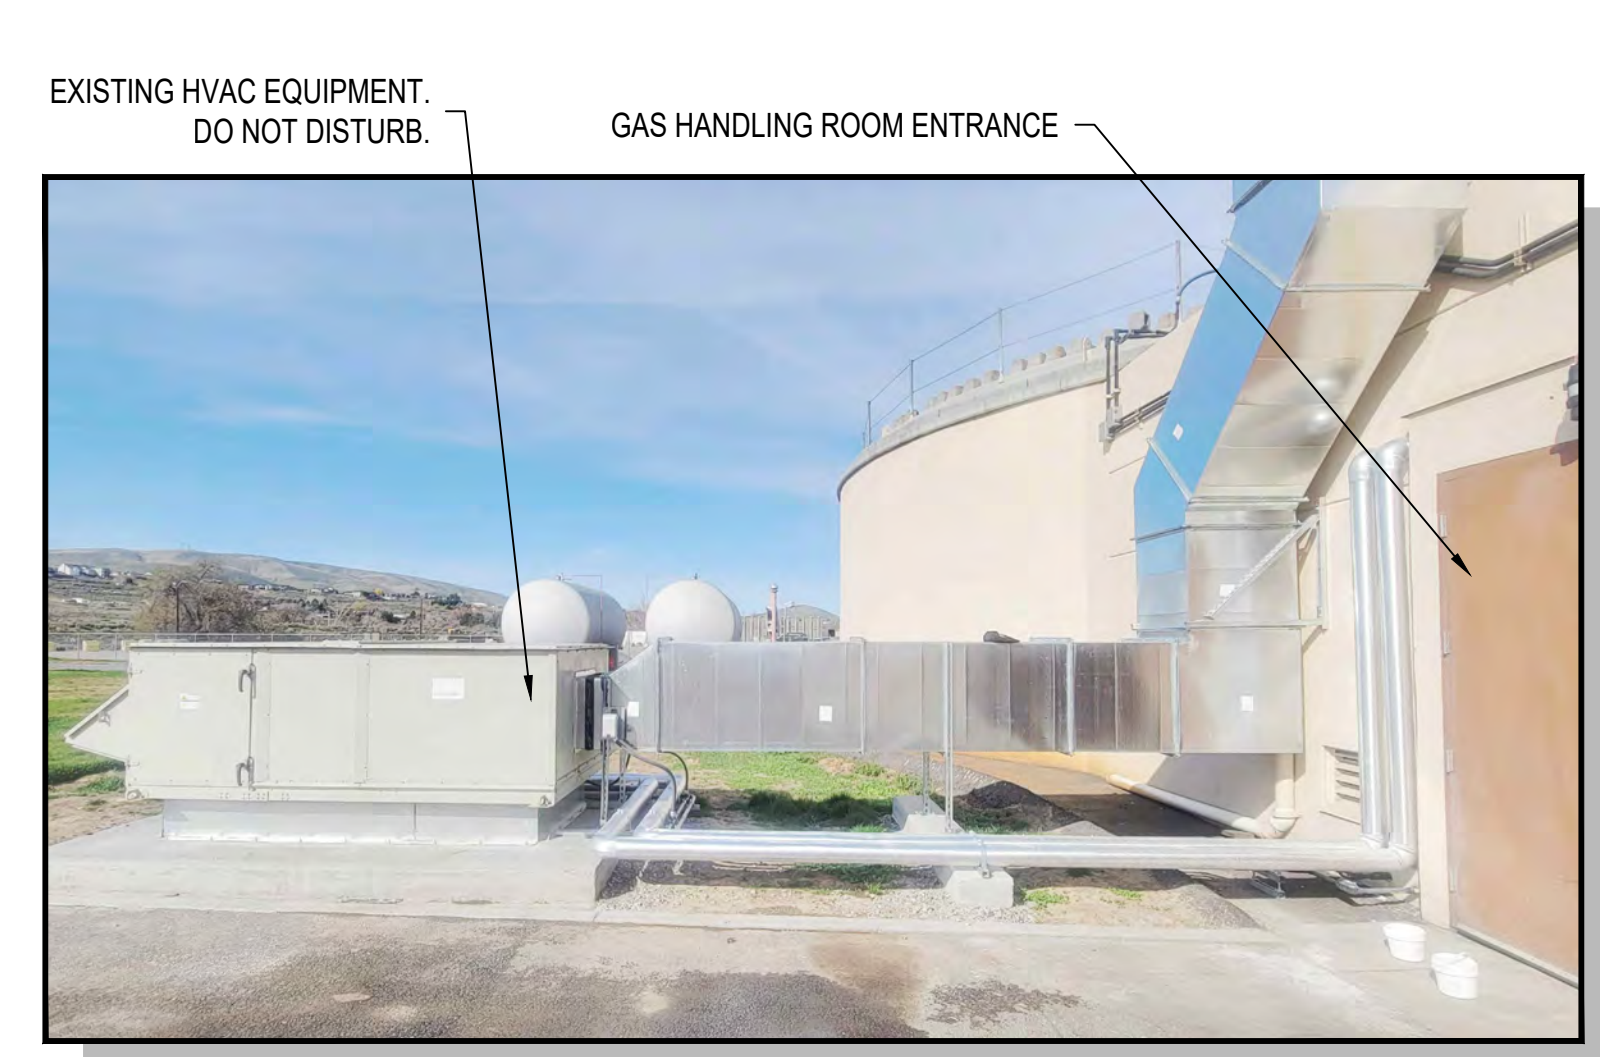 EXISTING HVAC EQUIPMENT.
DO NOT DISTURB.
GAS HANDLING ROOM ENTRANCE